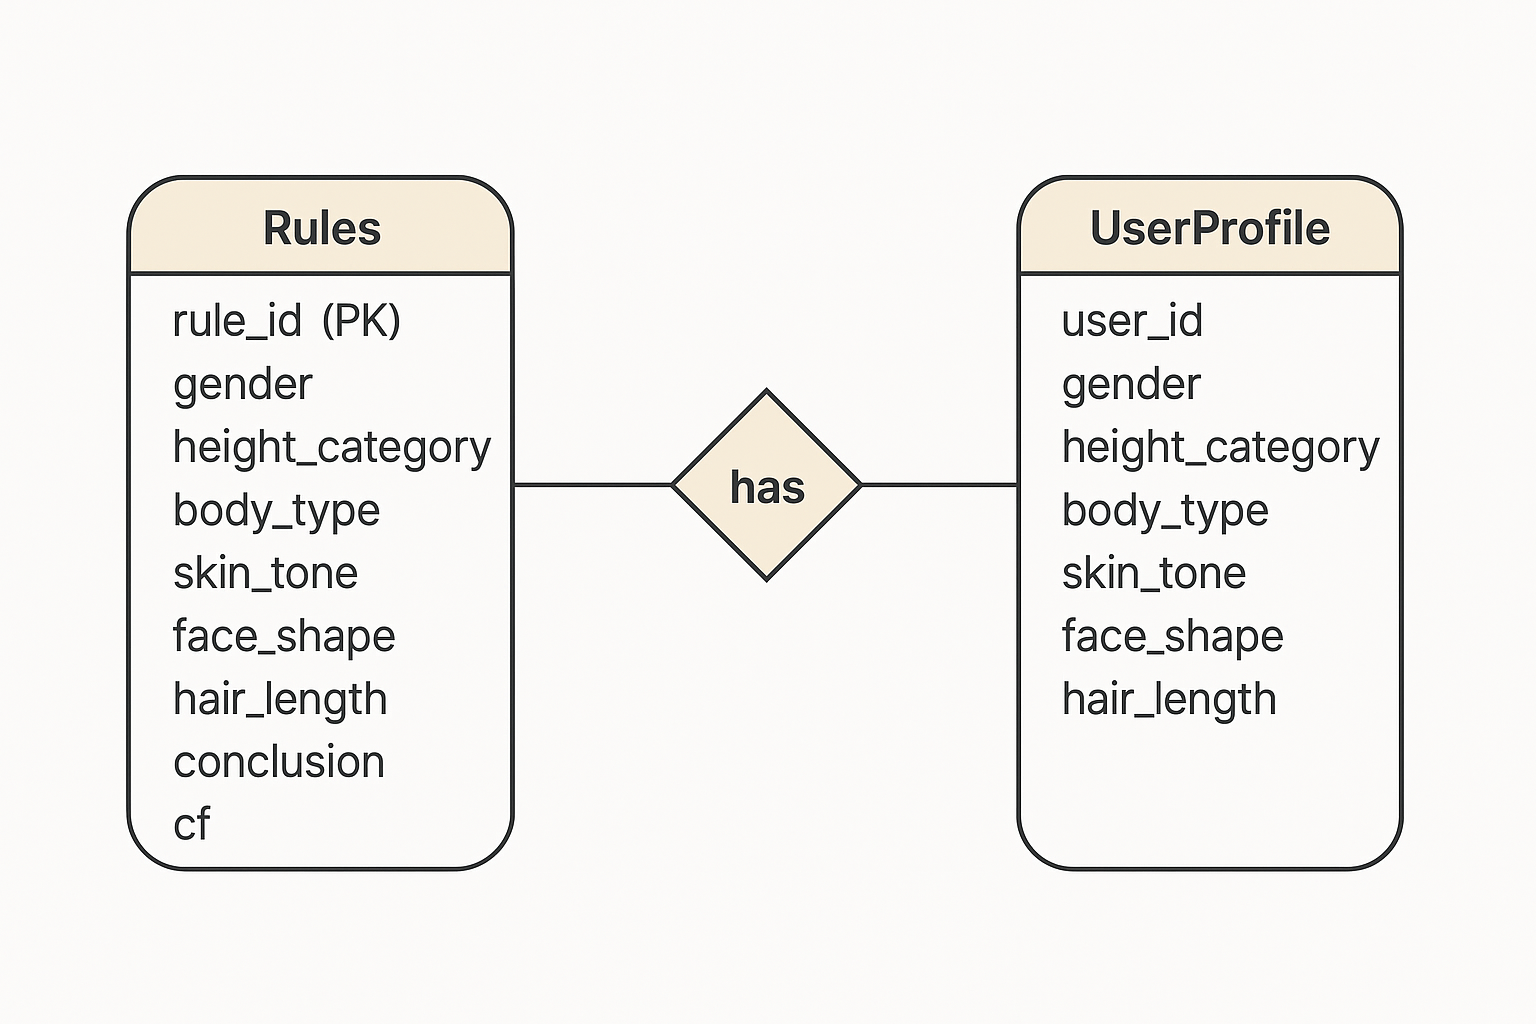 Rules
rule_id (PK)
gender
height_category
body_type
skin_tone
face_shape
hair_length
conclusion
cf
has
UserProfile
user_id
gender
height_category
body_type
skin_tone
face_shape
hair_length